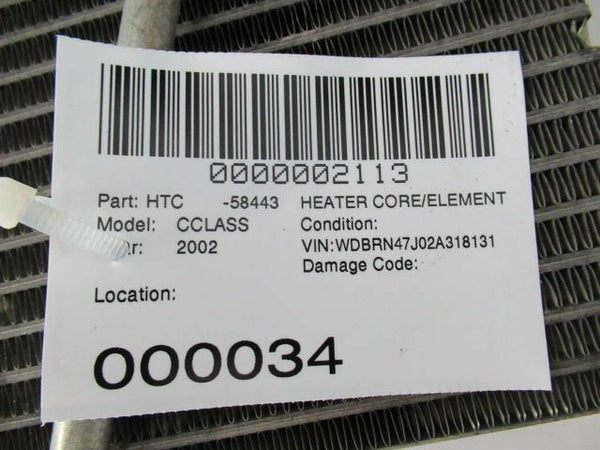 0000002113
Part: HTC -58443 HEATER CORE/ELEMENT
Model: CCLASS Condition:
2002 VIN:WDBRN47J02A318131
Damage Code:
Location:
000034